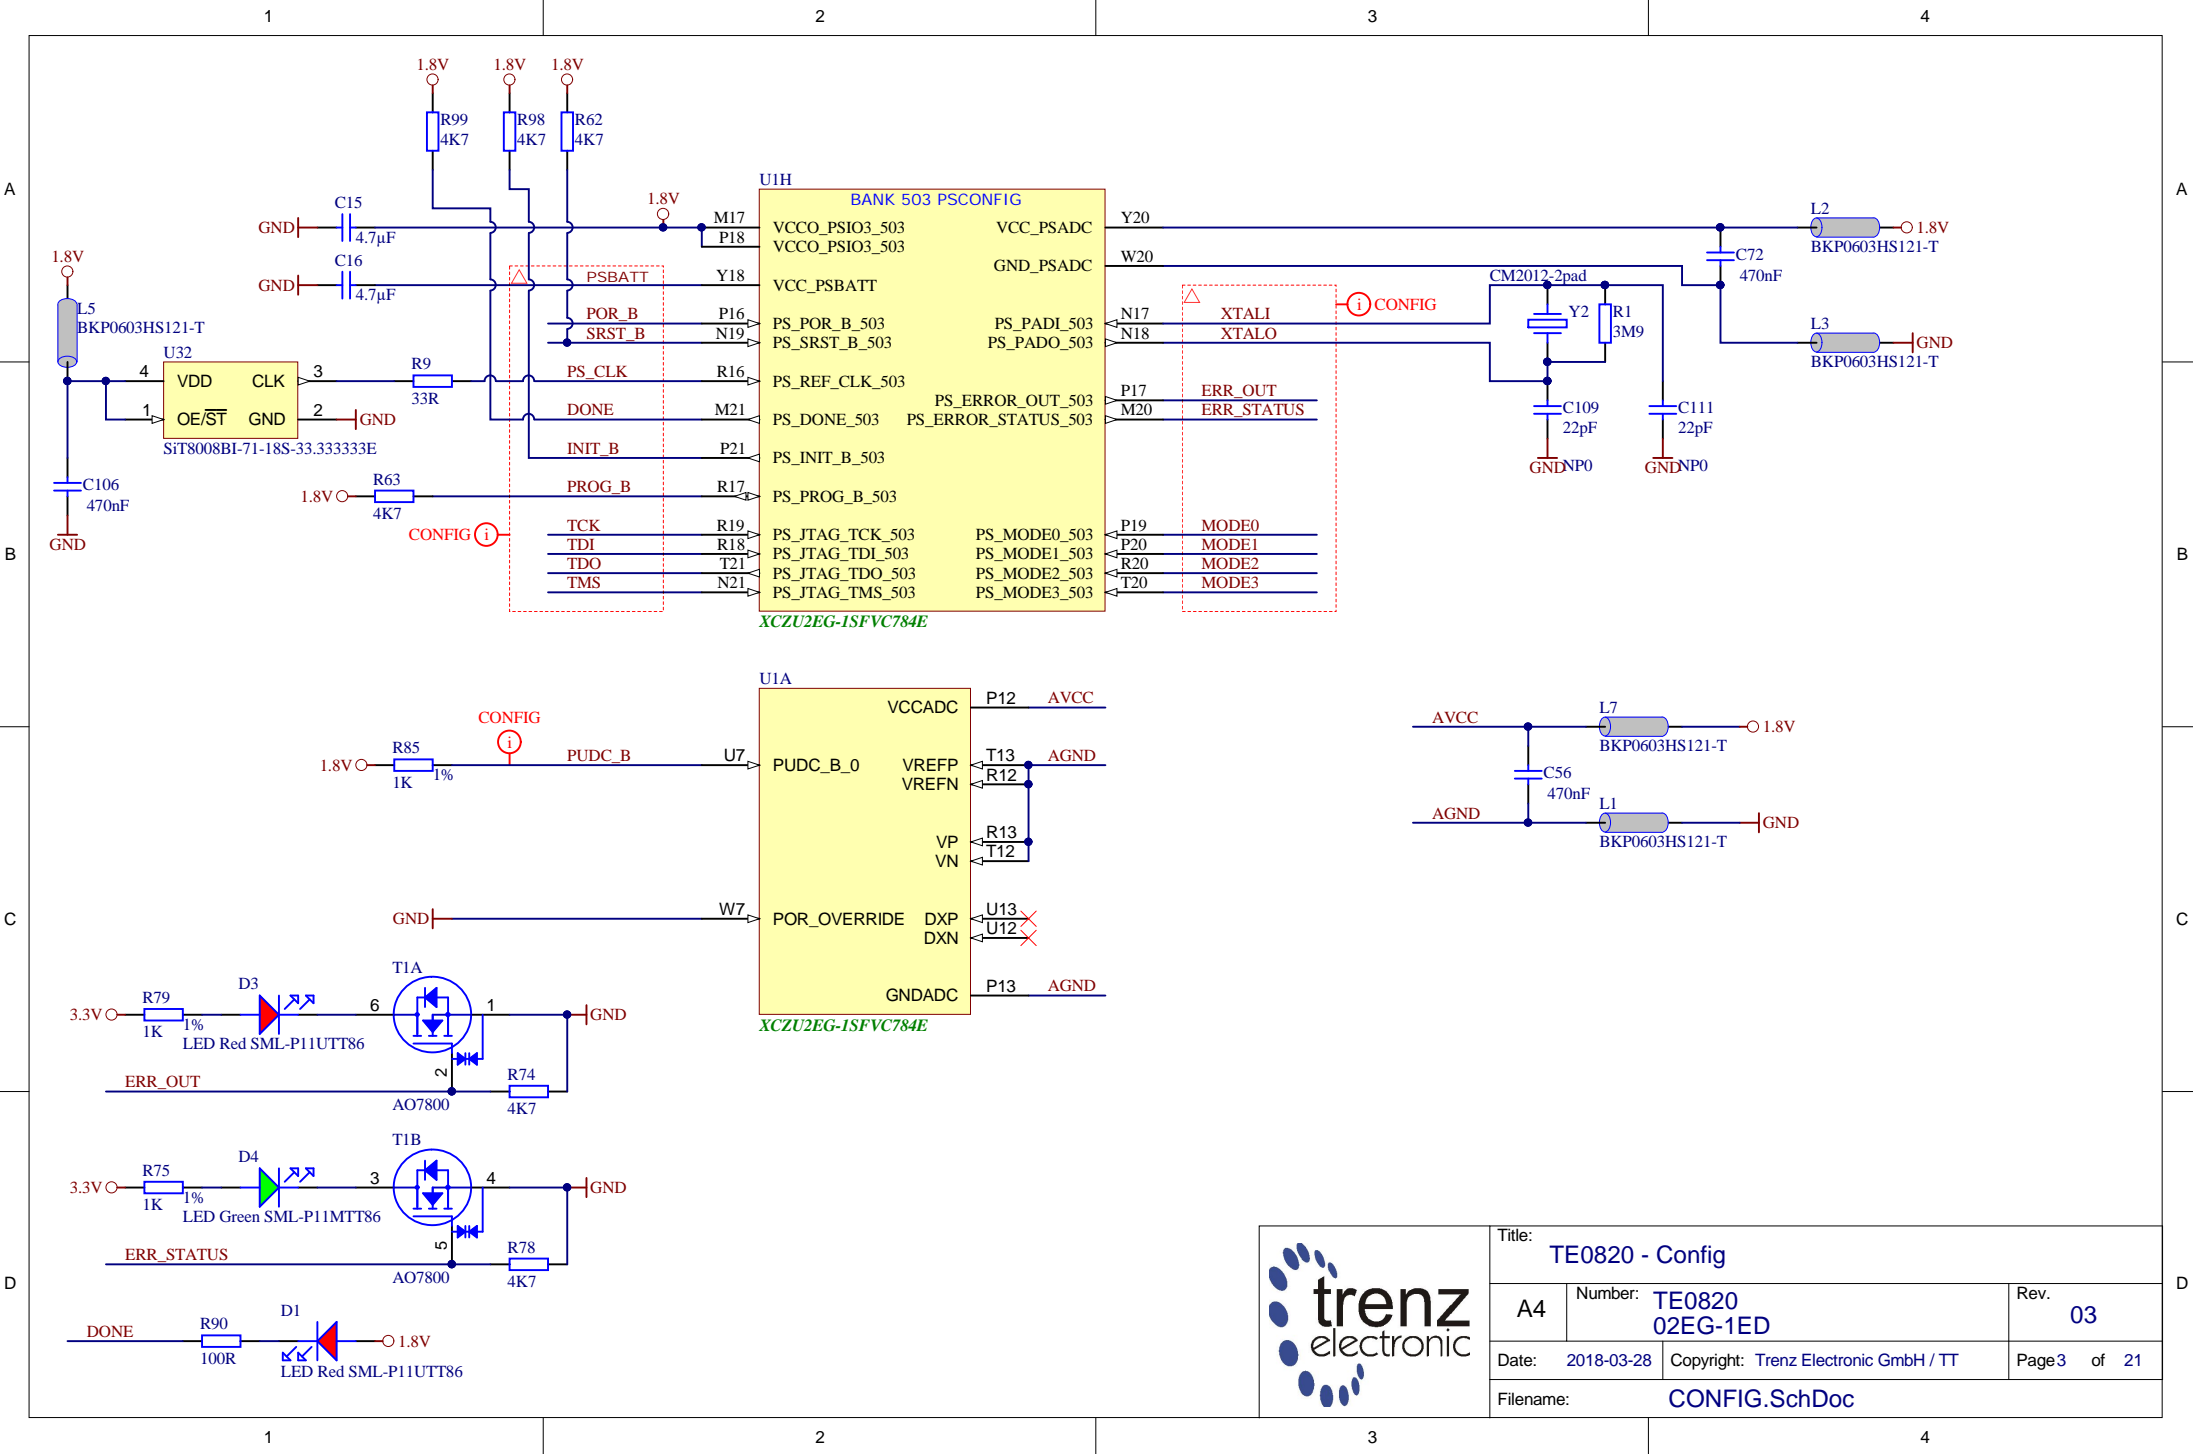 1 2 3 4
A A
B B
C C
D D
1.8V 1.8V 1.8V
R99 4K7
R98 4K7
R62 4K7
U1H
BANK 503 PSCONFIG
C15
GND 4.7µF
1.8V
M17 VCCO_PSIO3_503
P18 VCCO_PSIO3_503
C16
GND 4.7µF
PSBATT Y18 VCC_PSBATT
POR_B P16 PS_POR_B_503
SRST_B N19 PS_SRST_B_503
PS_CLK R16 PS_REF_CLK_503
DONE M21 PS_DONE_503
INIT_B P21 PS_INIT_B_503
PROG_B R17 PS_PROG_B_503
TCK R19 PS_JTAG_TCK_503
TDI R18 PS_JTAG_TDI_503
TDO T21 PS_JTAG_TDO_503
TMS N21 PS_JTAG_TMS_503
VCC_PSADC Y20
GND_PSADC W20
PS_PADI_503 N17 XTALI
PS_PADO_503 N18 XTALO
PS_ERROR_OUT_503 P17 ERR_OUT
PS_ERROR_STATUS_503 M20 ERR_STATUS
PS_MODE0_503 P19 MODE0
PS_MODE1_503 P20 MODE1
PS_MODE2_503 R20 MODE2
PS_MODE3_503 T20 MODE3
XCZU2EG-1SFVC784E
i CONFIG
CONFIG i
1.8V
L5
BKP0603HS121-T
U32
4 VDD CLK 3
1 OE/ST GND 2 GND
SiT8008BI-71-18S-33.333333E
R9
33R
C106
470nF
GND
R63
1.8V
4K7
L2
1.8V
BKP0603HS121-T
C72
470nF
L3
GND
BKP0603HS121-T
CM2012-2pad
Y2
R1
3M9
C109
22pF
GND NP0
C111
22pF
GND NP0
U1A
VCCADC P12 AVCC
CONFIG
i
R85
1.8V 1K 1%
PUDC_B U7 PUDC_B_0
VREFP T13 AGND
VREFN R12
VP R13
VN T12
GND W7 POR_OVERRIDE
DXP U13
DXN U12
GNDADC P13 AGND
XCZU2EG-1SFVC784E
AVCC
L7
1.8V
BKP0603HS121-T
C56
470nF
AGND
L1
GND
BKP0603HS121-T
3.3V
R79
1K 1%
D3
LED Red SML-P11UTT86
T1A
6 1 2
GND
ERR_OUT
AO7800
R74
4K7
3.3V
R75
1K 1%
D4
LED Green SML-P11MTT86
T1B
3 4 5
GND
ERR_STATUS
AO7800
R78
4K7
DONE
R90
100R
D1
1.8V
LED Red SML-P11UTT86
trenz
electronic
Title:
TE0820 - Config
A4
Number: TE0820
02EG-1ED
Rev.
03
Date: 2018-03-28
Copyright: Trenz Electronic GmbH / TT
Page3 of 21
Filename: CONFIG.SchDoc
1 2 3 4